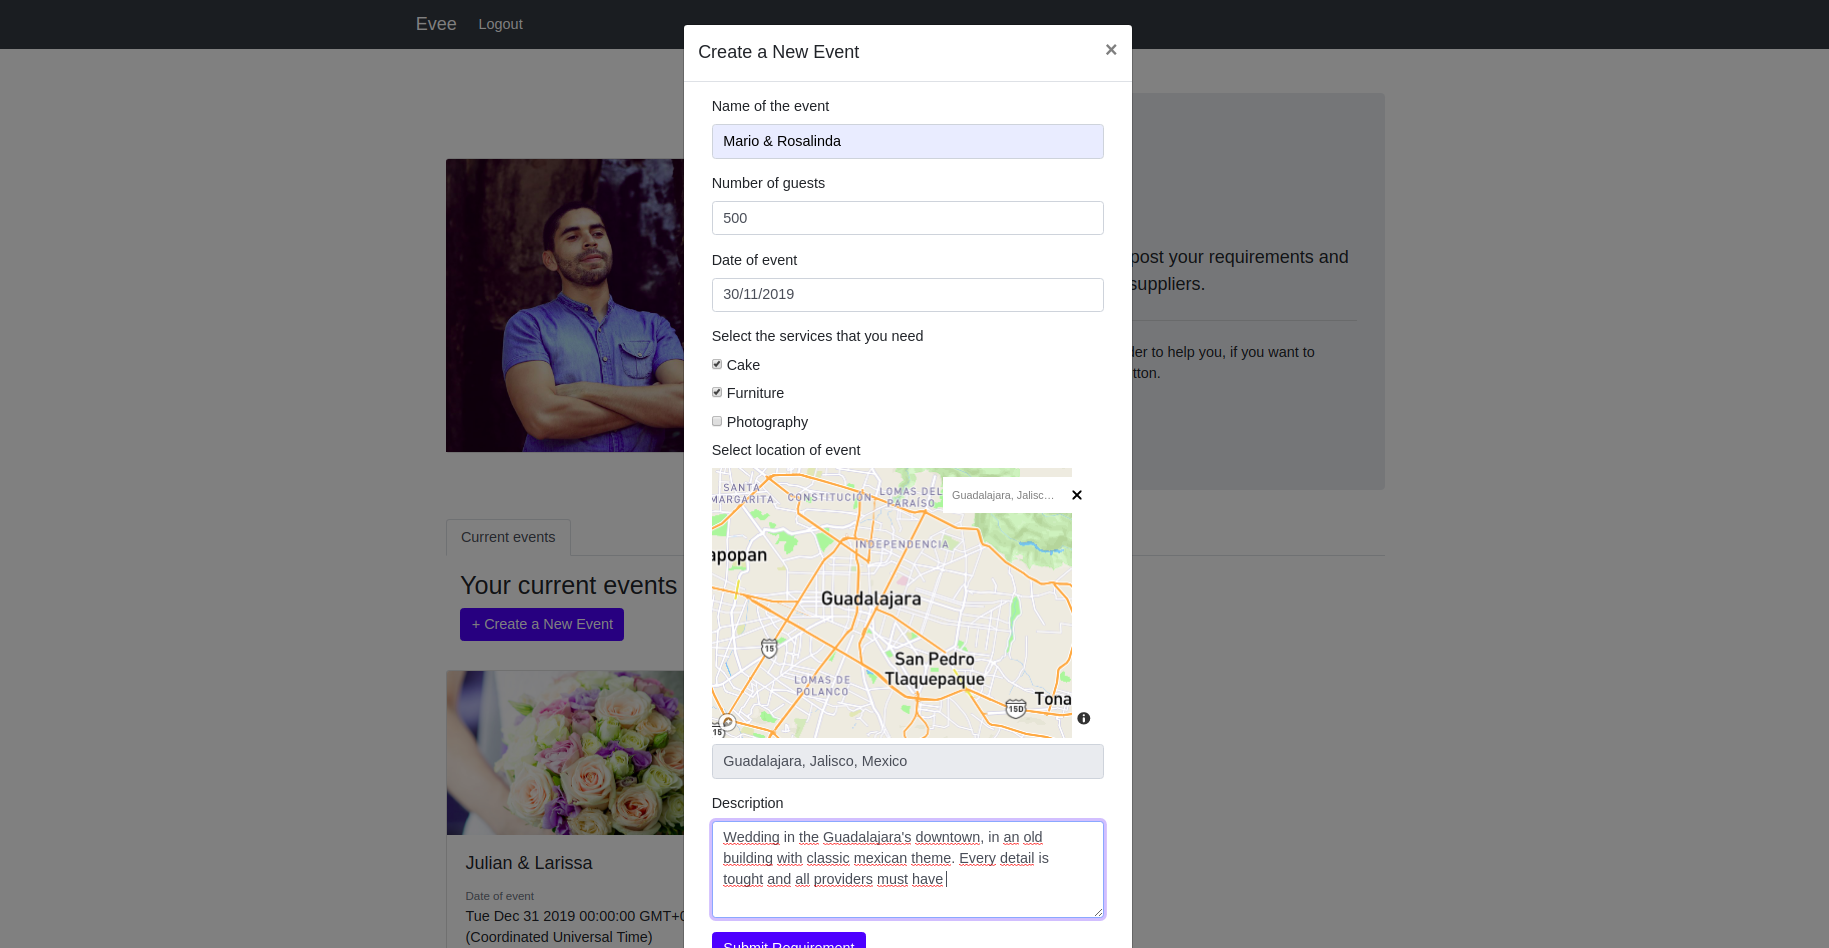 Evee Logout
Create a New Event ×
Name of the event
Mario & Rosalinda
Number of guests
500
Date of event
30/11/2019
Select the services that you need
Cake
Furniture
Photography
Select location of event
SANTA
MARGARITA
CONSTITUCIÓN
LOMAS DEL
PARAÍSO
Guadalajara, Jalisc...
INDEPENDENCIA
apopan
Guadalajara
15
San Pedro
Tlaquepaque
LOMAS DE
POLANCO
Tona
15D
15
Guadalajara, Jalisco, Mexico
Description
Wedding in the Guadalajara's downtown, in an old
building with classic mexican theme. Every detail is
tought and all providers must have
Submit Requirement
post your requirements and
suppliers.
der to help you, if you want to
tton.
Current events
Your current events
+ Create a New Event
Julian & Larissa
Date of event
Tue Dec 31 2019 00:00:00 GMT+0
(Coordinated Universal Time)